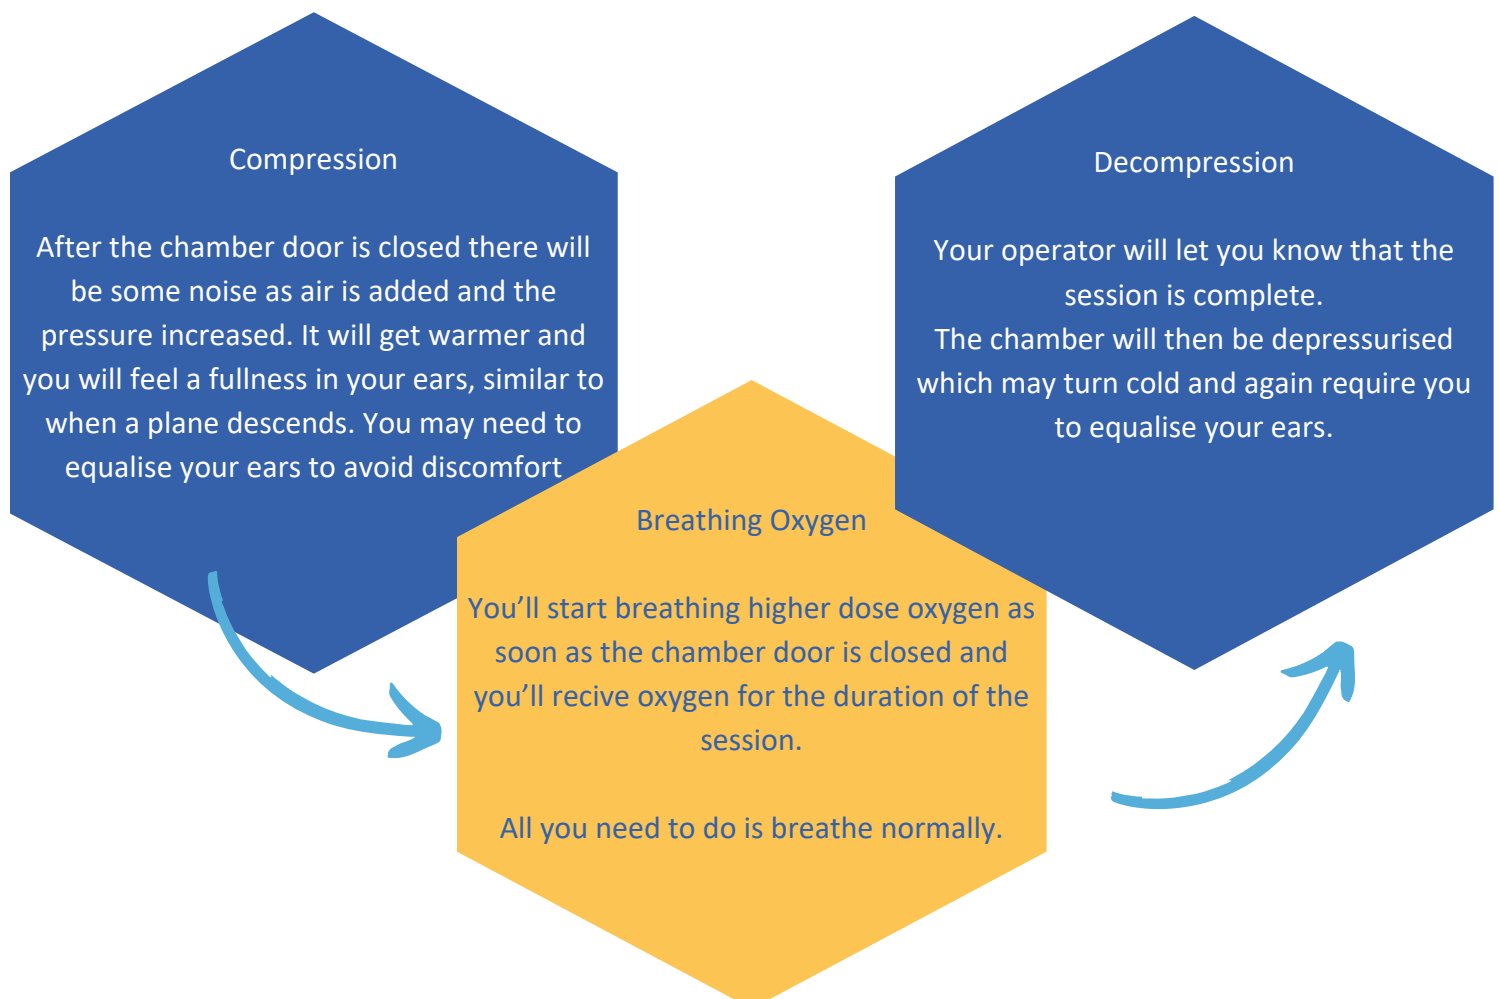 Compression
After the chamber door is closed there will
be some noise as air is added and the
pressure increased. It will get warmer and
you will feel a fullness in your ears, similar to
when a plane descends. You may need to
equalise your ears to avoid discomfort
Breathing Oxygen
You’ll start breathing higher dose oxygen as
soon as the chamber door is closed and
you’ll recive oxygen for the duration of the
session.
All you need to do is breathe normally.
Decompression
Your operator will let you know that the
session is complete.
The chamber will then be depressurised
which may turn cold and again require you
to equalise your ears.